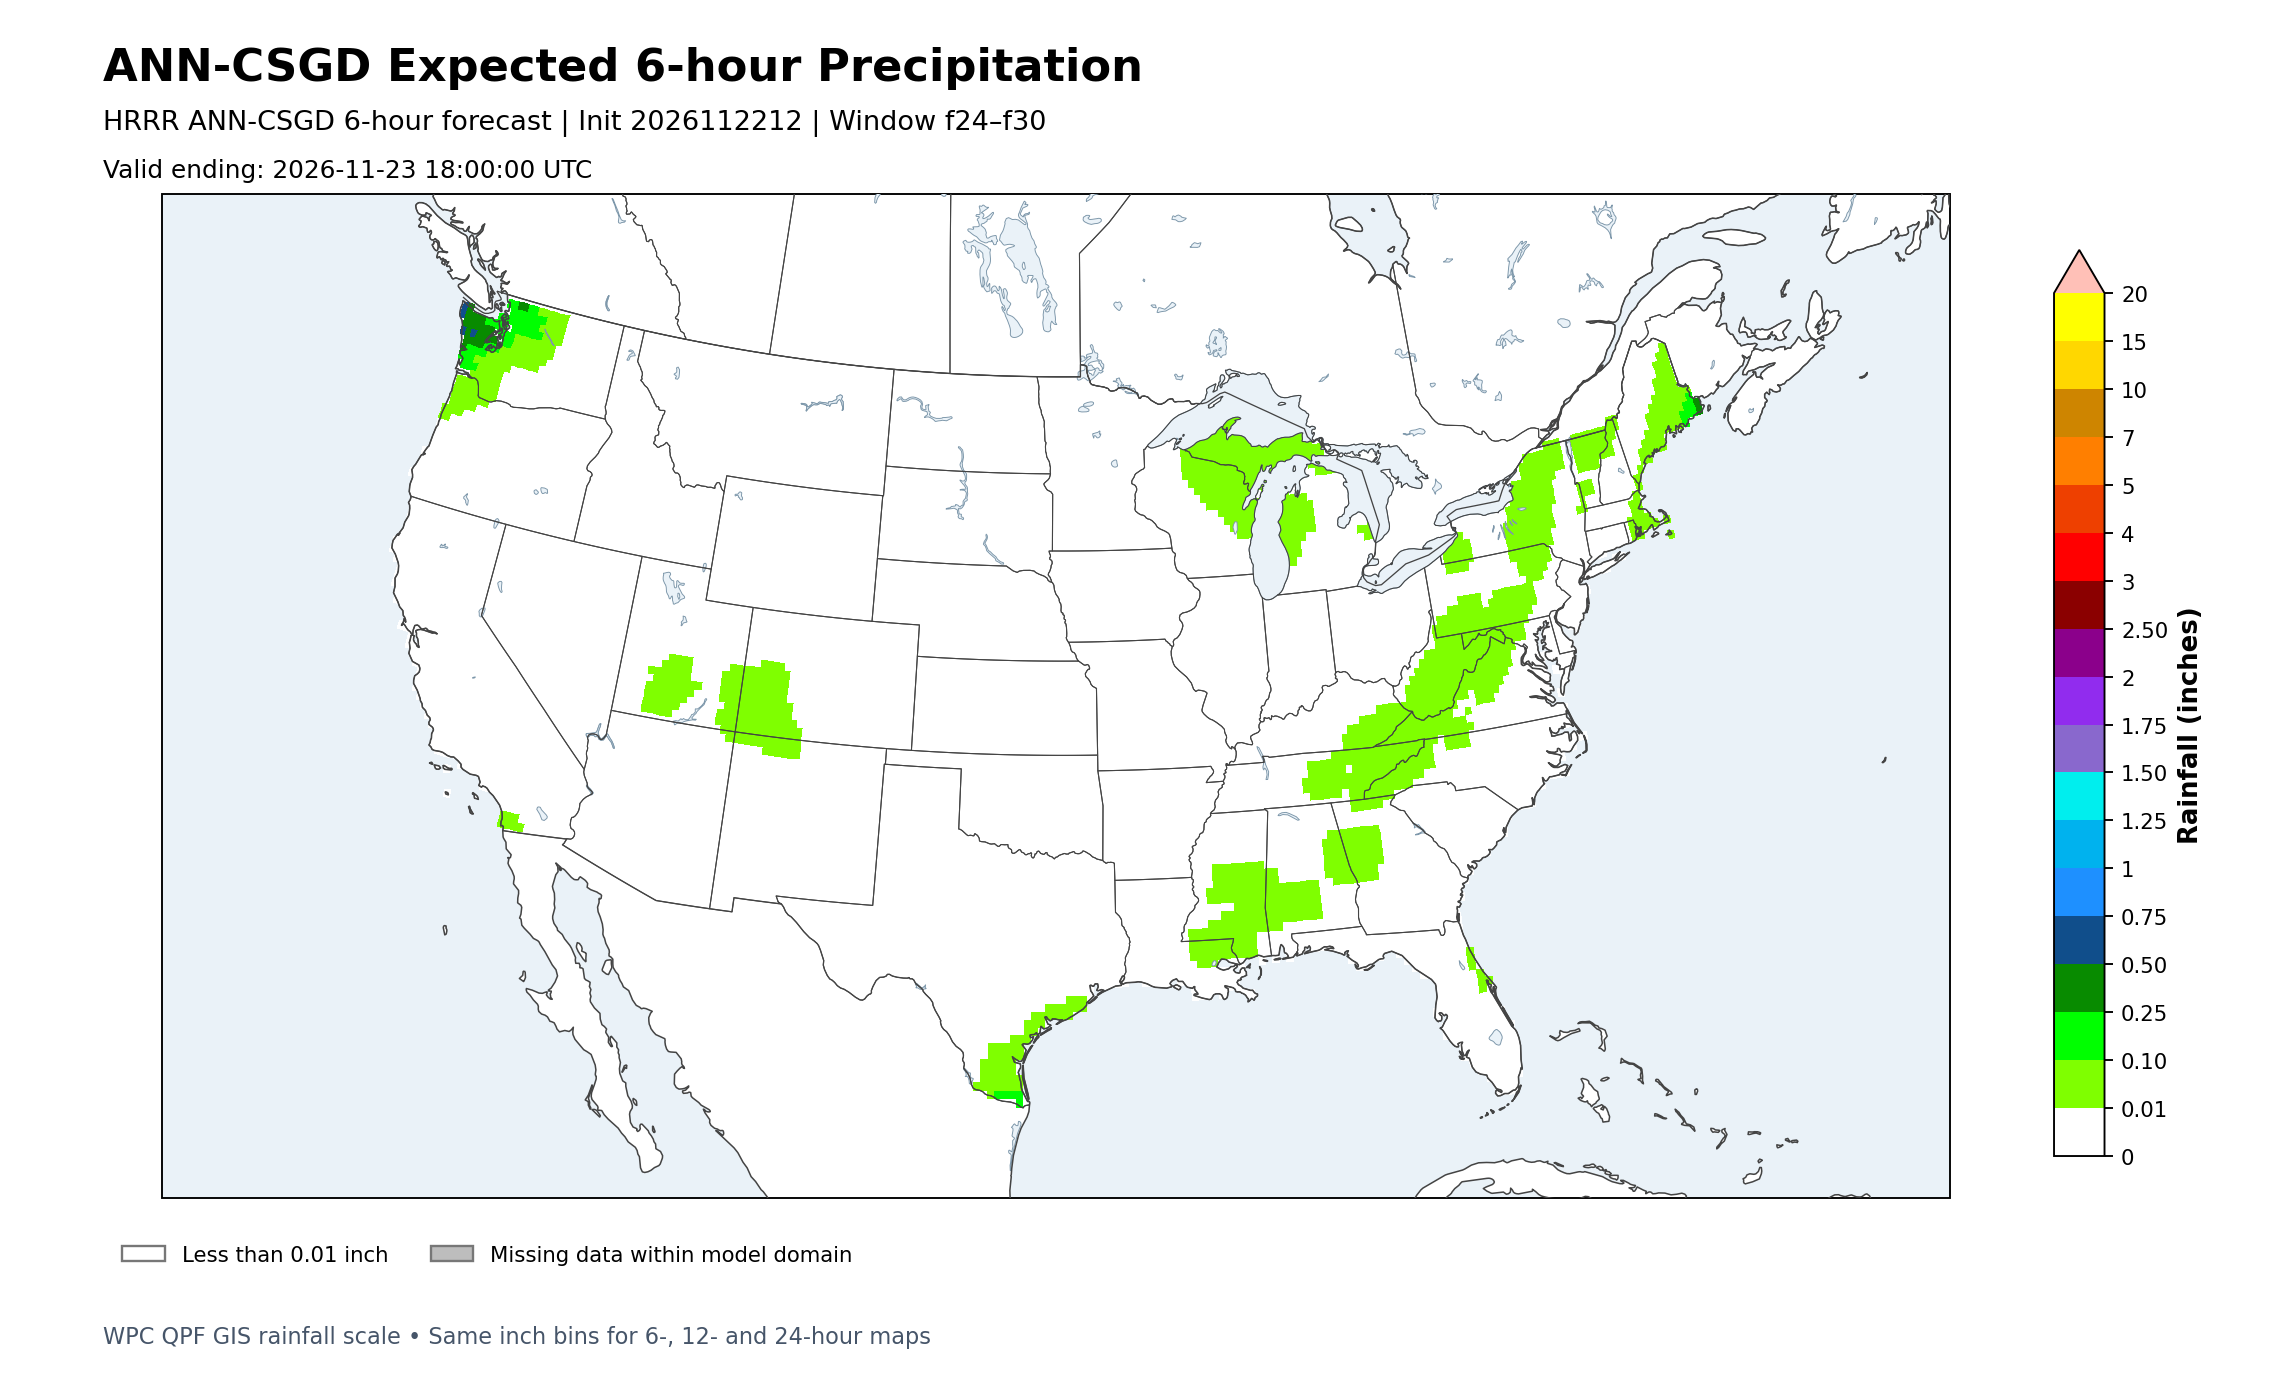 ANN-CSGD Expected 6-hour Precipitation
HRRR ANN-CSGD 6-hour forecast | Init 2026112212 | Window f24–f30
Valid ending: 2026-11-23 18:00:00 UTC
20
15
10
7
5
4
3
2.50
2
1.75
1.50
1.25
1
0.75
0.50
0.25
0.10
0.01
0
Rainfall (inches)
Less than 0.01 inch
Missing data within model domain
WPC QPF GIS rainfall scale • Same inch bins for 6-, 12- and 24-hour maps